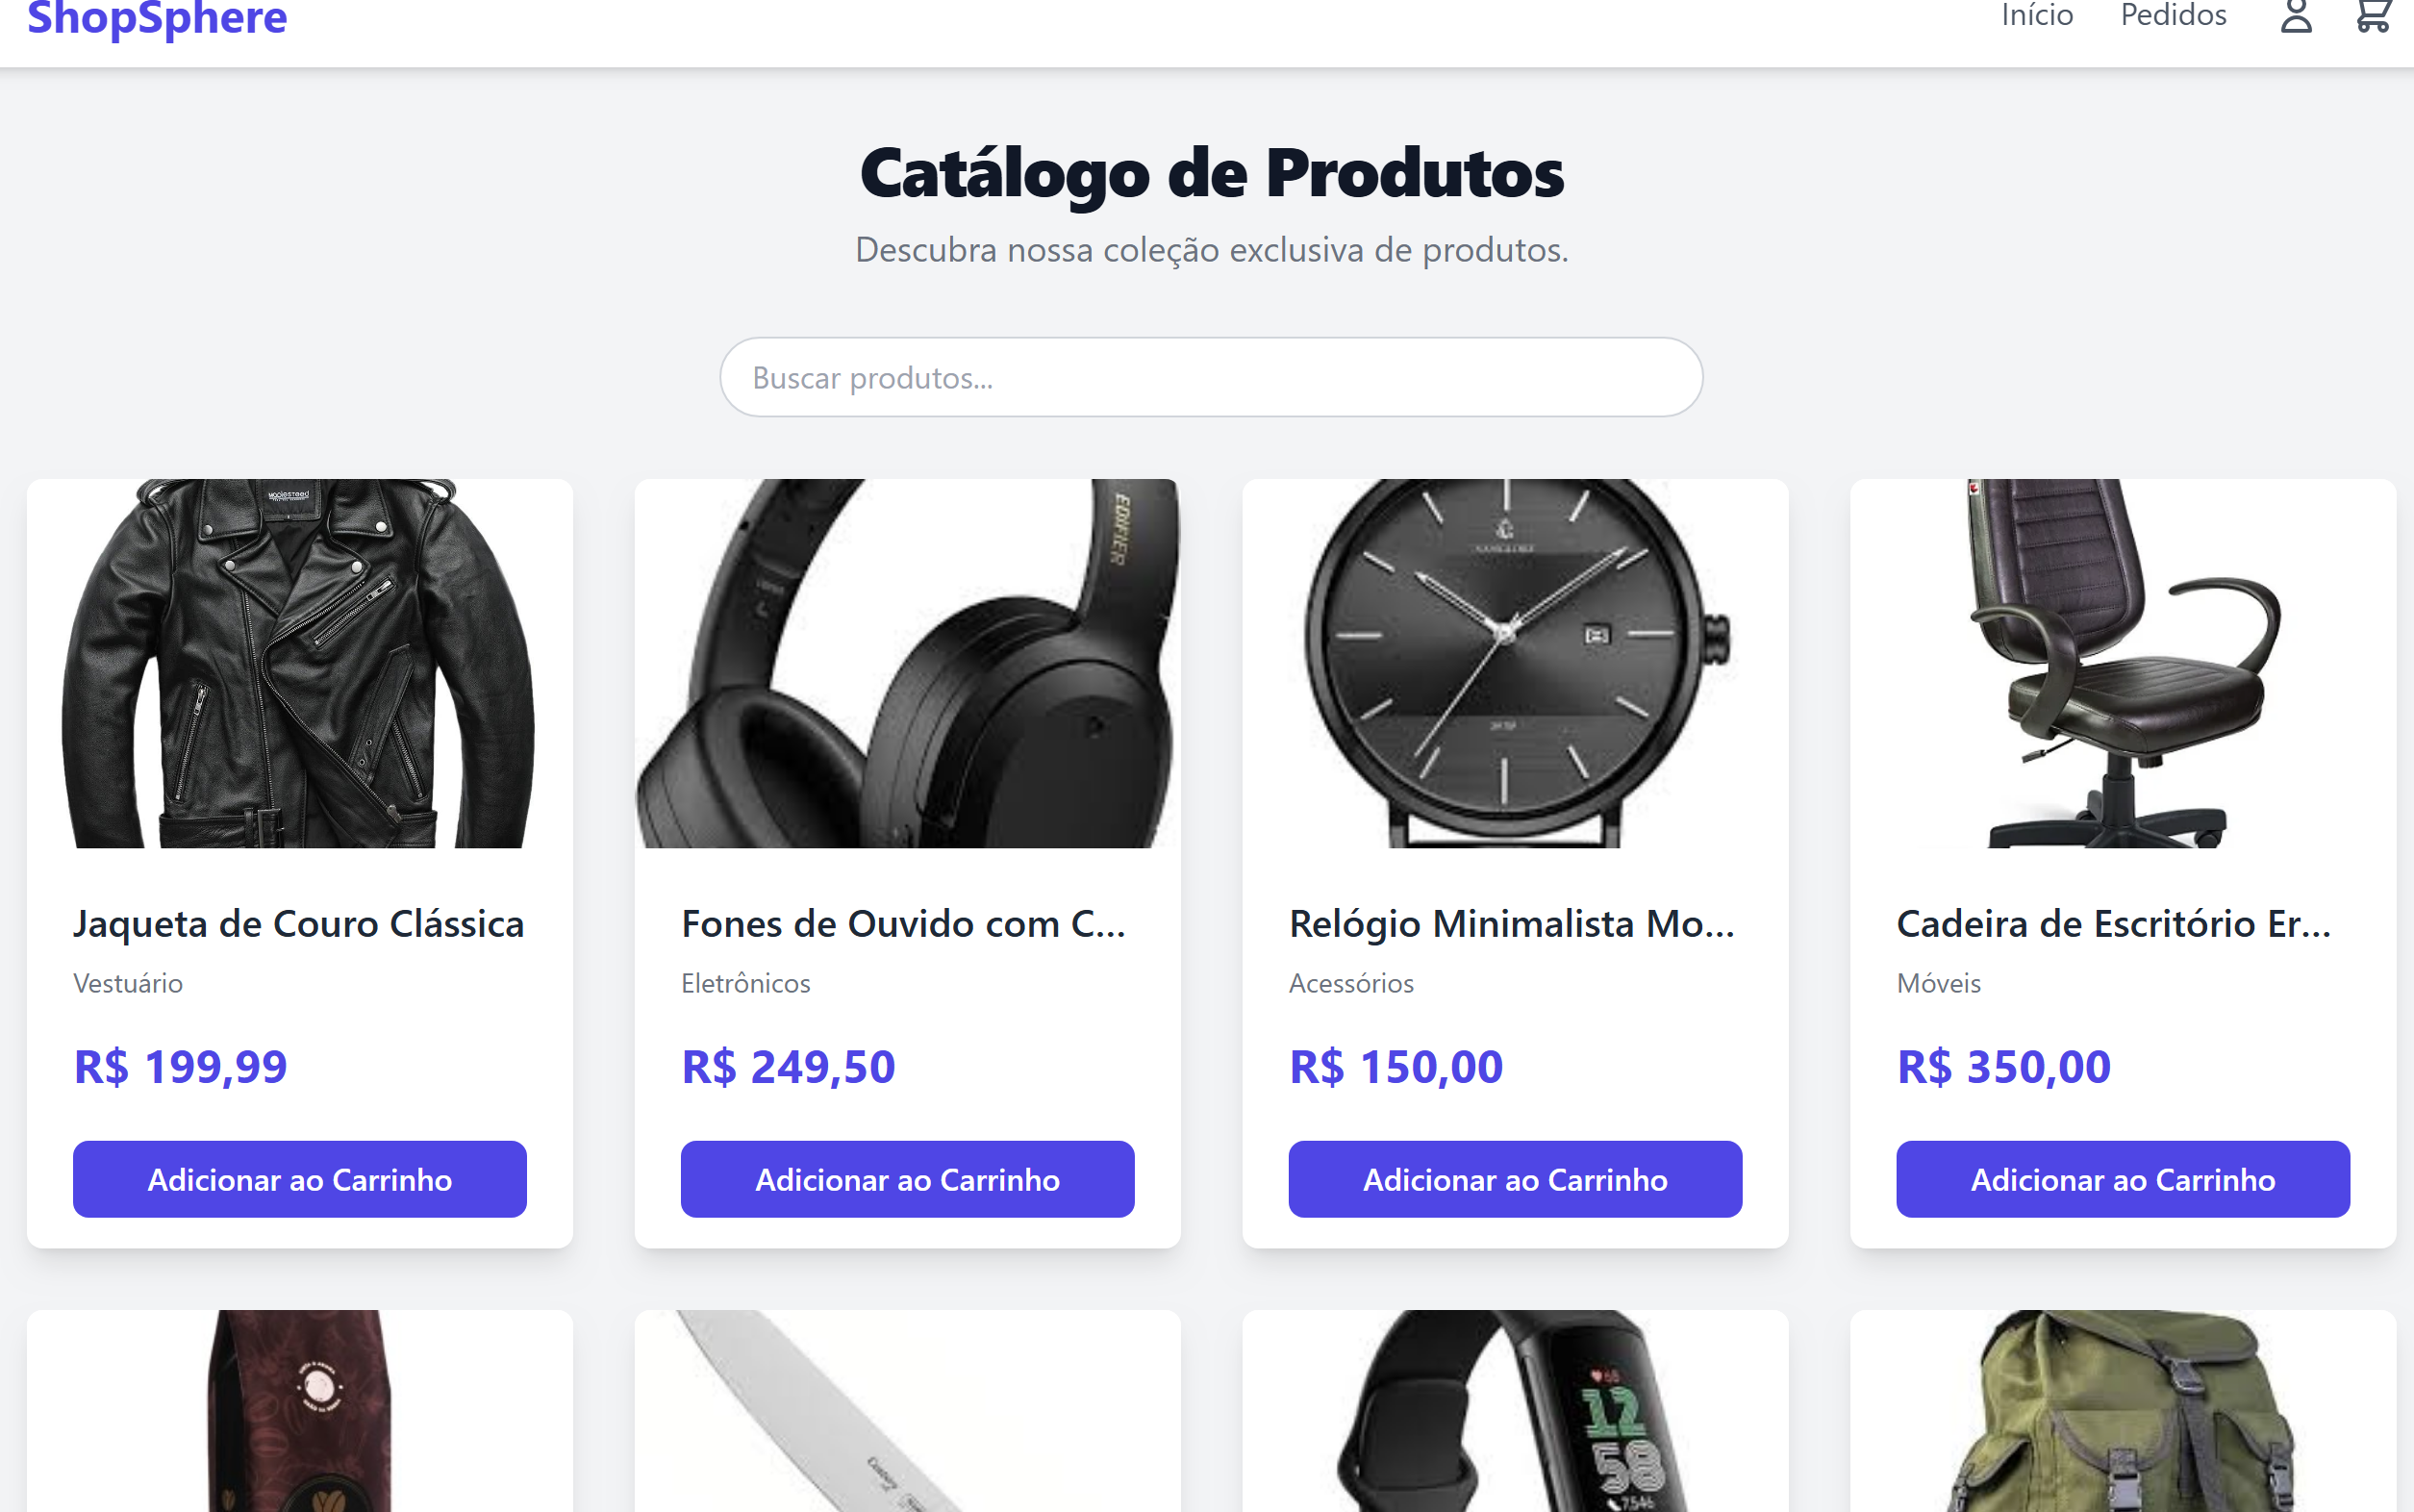 ShopSphere
Início Pedidos
Catálogo de Produtos
Descubra nossa coleção exclusiva de produtos.
Buscar produtos...
EDIFIER
Jaqueta de Couro Clássica
Fones de Ouvido com C...
Relógio Minimalista Mo...
Cadeira de Escritório Er...
Vestuário
Eletrônicos
Acessórios
Móveis
R$ 199,99
R$ 249,50
R$ 150,00
R$ 350,00
Adicionar ao Carrinho
Adicionar ao Carrinho
Adicionar ao Carrinho
Adicionar ao Carrinho
12
58